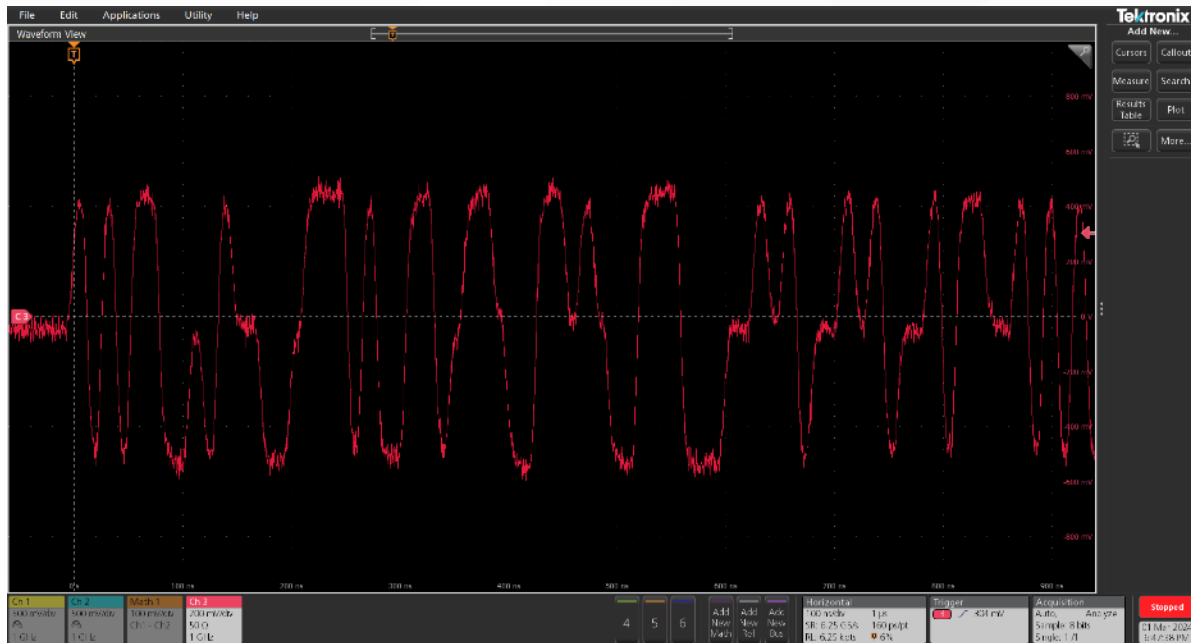 File Edit Applications Utility Help
Tektronix
Waveform View
Add New...
T
T
Cursors Callout
Measure Search
Results Table Plot
More...
800 mV
600 mV
400 mV
200 mV
C 3
0 V
-200 mV
-400 mV
-600 mV
-800 mV
0s 100 ns 200 ns 300 ns 400 ns 500 ns 600 ns 700 ns 800 ns 900 ns
Ch 1
500 mV/div
1 GHz
Ch 2
500 mV/div
1 GHz
Math 1
100 mV/div
Ch1 - Ch2
Ch 3
200 mV/div
50 Ω
1 GHz
4 5 6
Add New Math
Add New Ref
Add New Bus
Horizontal
100 ns/div 1 µs
SR: 6.25 GS/s 160 ps/pt
RL: 6.25 kpts 6%
Trigger
3 304 mV
Acquisition
Auto, Analyze
Sample: 8 bits
Single: 1 /1
Stopped
01 Mar 2024